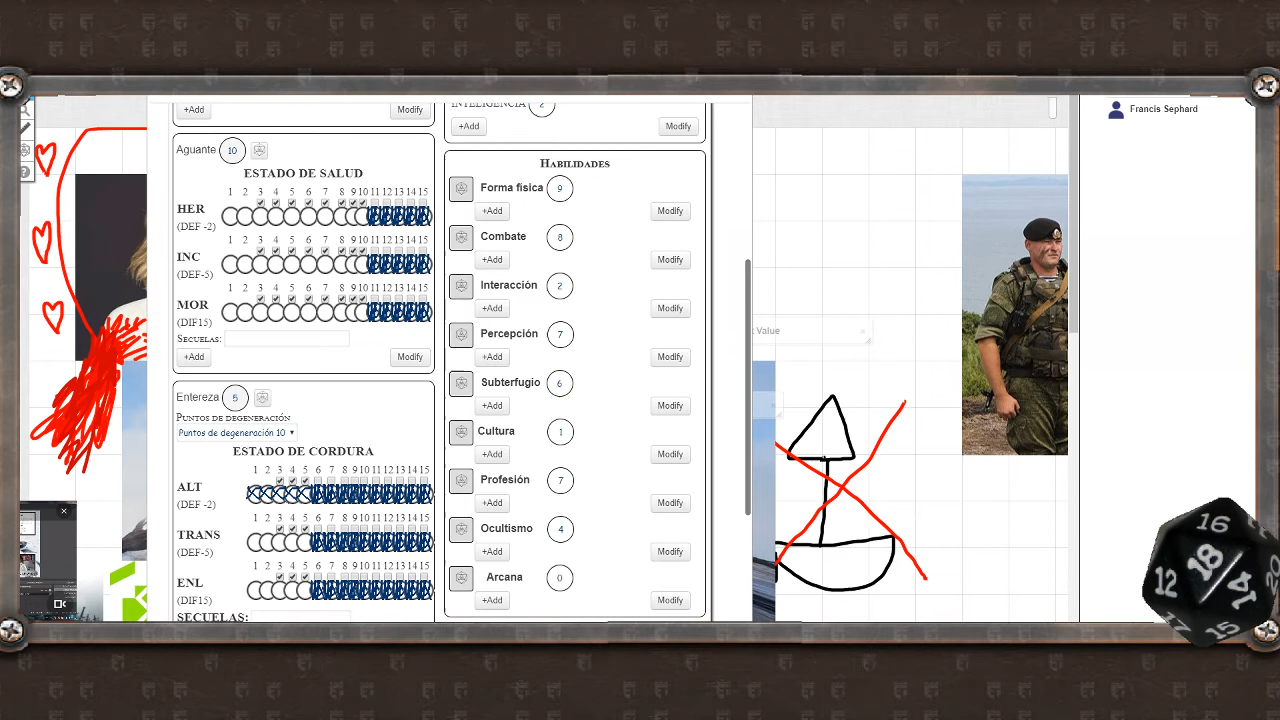 INTELIGENCIA 2
+Add Modify
+Add Modify
Aguante 10
ESTADO DE SALUD
1 2 3 4 5 6 7 8 9 10 11 12 13 14 15
HER
(DEF -2)
1 2 3 4 5 6 7 8 9 10 11 12 13 14 15
INC
(DEF-5)
1 2 3 4 5 6 7 8 9 10 11 12 13 14 15
MOR
(DIF15)
SECUELAS:
+Add Modify
Entereza 5
PUNTOS DE DEGENERACIÓN
Puntos de degeneración 10
ESTADO DE CORDURA
1 2 3 4 5 6 7 8 9 10 11 12 13 14 15
ALT
(DEF -2)
1 2 3 4 5 6 7 8 9 10 11 12 13 14 15
TRANS
(DEF-5)
1 2 3 4 5 6 7 8 9 10 11 12 13 14 15
ENL
(DIF15)
SECUELAS:
HABILIDADES
Forma física 9
+Add Modify
Combate 8
+Add Modify
Interacción 2
+Add Modify
Percepción 7
+Add Modify
Subterfugio 6
+Add Modify
Cultura 1
+Add Modify
Profesión 7
+Add Modify
Ocultismo 4
+Add Modify
Arcana 0
+Add Modify
Value
Francis Sephard
16
18
12
14
20
17
15